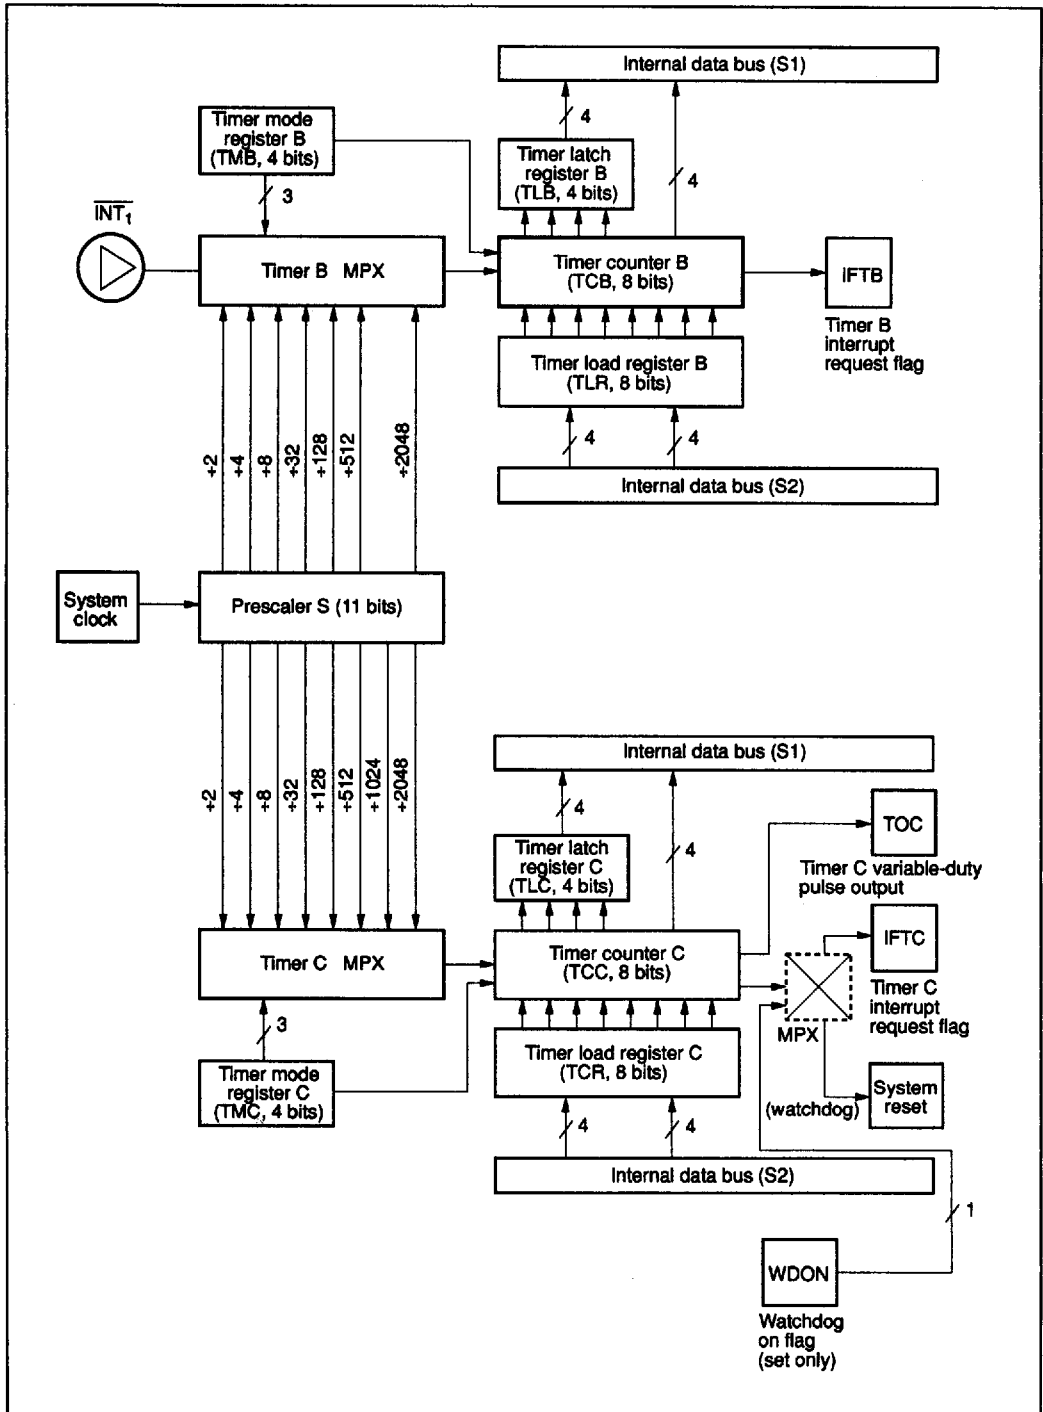 Internal data bus (S1)
4
Timer mode
register B
(TMB, 4 bits)
Timer latch
register B
(TLB, 4 bits)
4
3
INT1
Timer B MPX
Timer counter B
(TCB, 8 bits)
IFTB
Timer B
interrupt
request flag
Timer load register B
(TLR, 8 bits)
÷2
÷4
÷8
÷32
÷128
÷512
÷2048
4
4
Internal data bus (S2)
System
clock
Prescaler S (11 bits)
÷2
÷4
÷8
÷32
÷128
÷512
÷1024
÷2048
Internal data bus (S1)
4
Timer latch
register C
(TLC, 4 bits)
4
TOC
Timer C variable-duty
pulse output
Timer C MPX
Timer counter C
(TCC, 8 bits)
IFTC
Timer C
interrupt
request flag
MPX
3
Timer mode
register C
(TMC, 4 bits)
Timer load register C
(TCR, 8 bits)
(watchdog)
System
reset
4
4
Internal data bus (S2)
1
WDON
Watchdog
on flag
(set only)